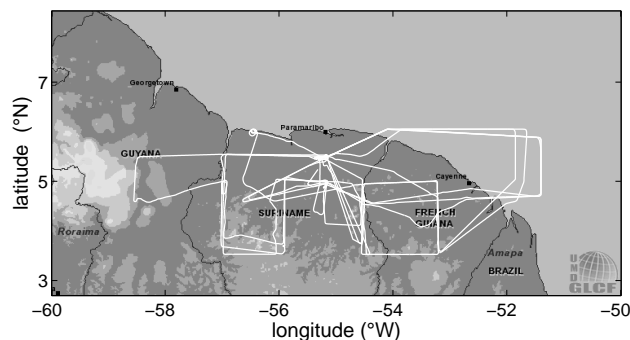 7
Georgetown
Paramaribo
GUYANA
5
Cayenne
SURINAME
FRENCH
GUIANA
Roraima
Amapa
BRAZIL
UMD
GLCF
3
−60
−58
−56
−54
−52
−50
latitude (°N)
longitude (°W)